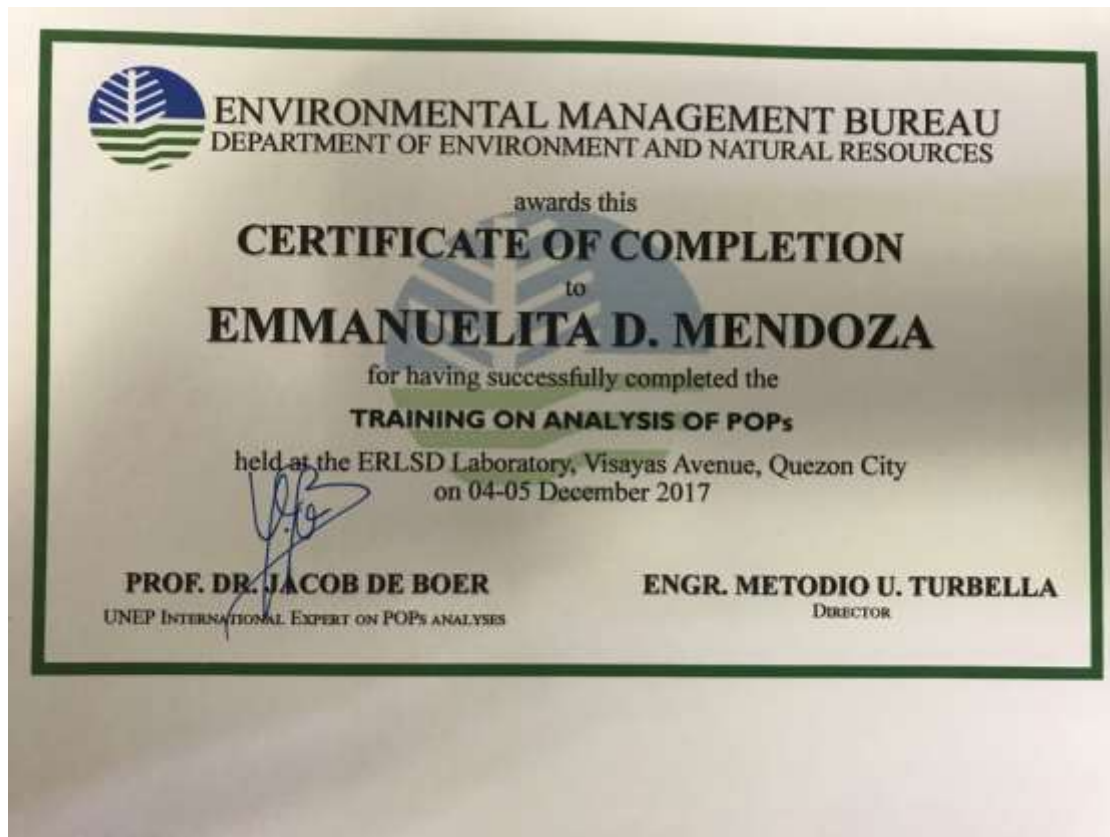 ENVIRONMENTAL MANAGEMENT BUREAU
DEPARTMENT OF ENVIRONMENT AND NATURAL RESOURCES
awards this
CERTIFICATE OF COMPLETION
to
EMMANUELITA D. MENDOZA
for having successfully completed the
TRAINING ON ANALYSIS OF POPs
held at the ERLSD Laboratory, Visayas Avenue, Quezon City
on 04-05 December 2017
PROF. DR. JACOB DE BOER
UNEP INTERNATIONAL EXPERT ON POPS ANALYSES
ENGR. METODIO U. TURBELLA
DIRECTOR